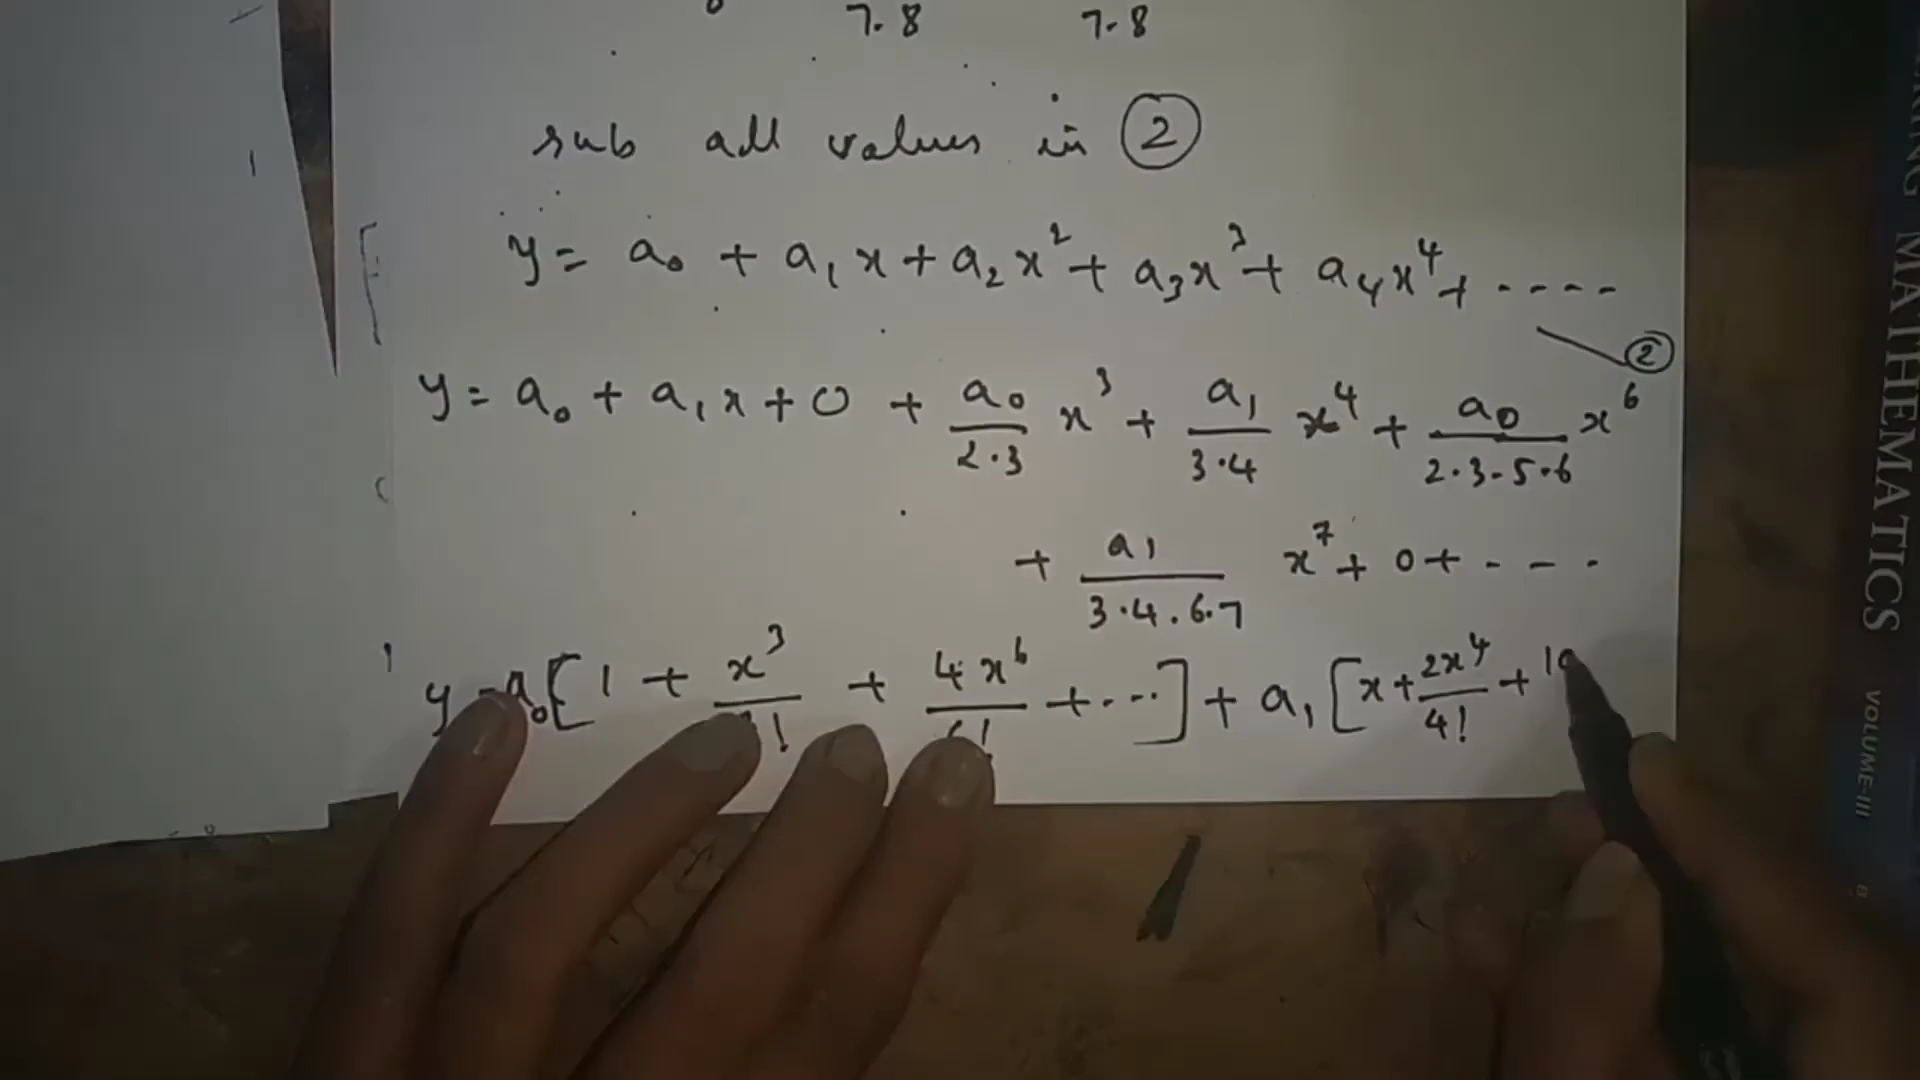 7.8 7.8
sub all values in ②
y = a₀ + a₁x + a₂x² + a₃x³ + a₄x⁴ + ....
②
y = a₀ + a₁x + 0 + a₀/2·3 x³ + a₁/3·4 x⁴ + a₀/2·3·5·6 x⁶
+ a₁/3·4·6·7 x⁷ + 0 + ...
y = a₀[1 + x³/ ! + 4x⁶/6! + ...] + a₁[x + 2x⁴/4! + 10
MATHEMATICS
VOLUME-III